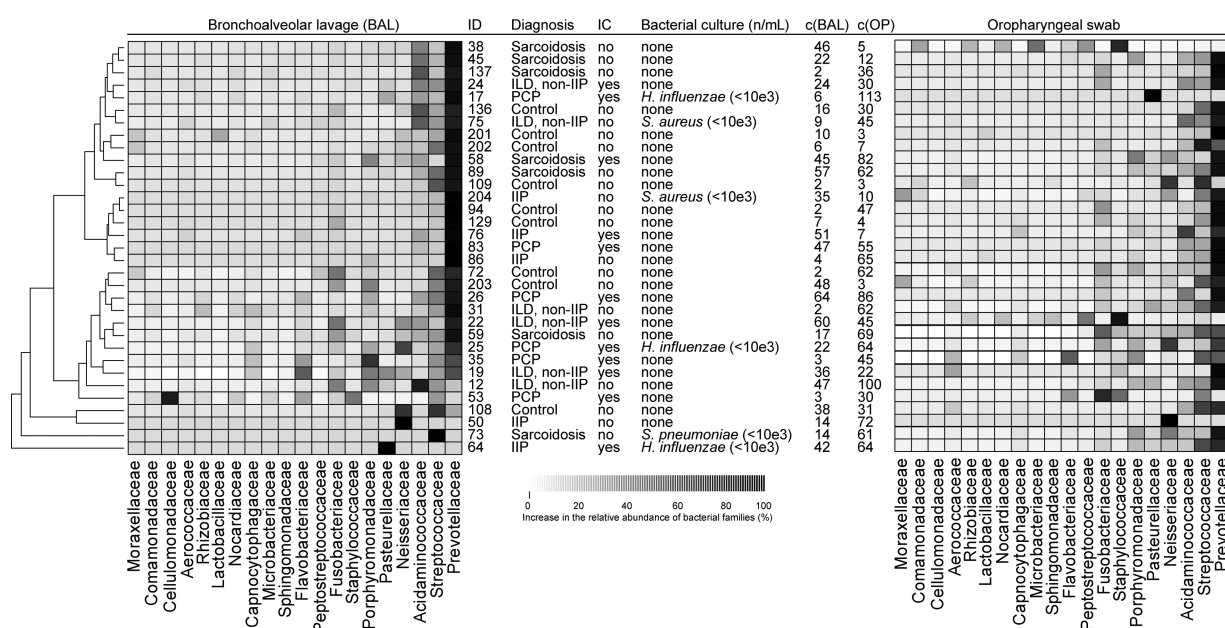 Bronchoalveolar lavage (BAL) ID Diagnosis IC Bacterial culture (n/mL) c(BAL) c(OP) Oropharyngeal swab
38 Sarcoidosis no none 46 5
45 Sarcoidosis no none 22 12
137 Sarcoidosis no none 2 36
24 ILD, non-IIP yes none 24 30
17 PCP yes H. influenzae (<10e3) 6 113
136 Control no none 16 30
75 ILD, non-IIP no S. aureus (<10e3) 9 45
201 Control no none 10 3
202 Control no none 6 7
58 Sarcoidosis yes none 45 82
89 Sarcoidosis no none 57 62
109 Control no none 2 3
204 IIP no S. aureus (<10e3) 35 10
94 Control no none 2 47
129 Control no none 7 4
76 IIP yes none 51 7
83 PCP yes none 47 55
86 IIP no none 4 65
72 Control no none 2 62
203 Control no none 48 3
26 PCP yes none 64 86
31 ILD, non-IIP no none 2 62
22 ILD, non-IIP yes none 60 45
59 Sarcoidosis no none 17 69
25 PCP yes H. influenzae (<10e3) 22 64
35 PCP yes none 3 45
19 ILD, non-IIP yes none 36 22
12 ILD, non-IIP no none 47 100
53 PCP yes none 3 30
108 Control no none 38 31
50 IIP no none 14 72
73 Sarcoidosis no S. pneumoniae (<10e3) 14 61
64 IIP yes H. influenzae (<10e3) 42 64
Moraxellaceae
Comamonadaceae
Cellulomonadaceae
Aerococcaceae
Rhizobiaceae
Lactobacillaceae
Nocardiaceae
Capnocytophagaceae
Microbacteriaceae
Sphingomonadaceae
Flavobacteriaceae
Peptostreptococcaceae
Fusobacteriaceae
Staphylococcaceae
Porphyromonadaceae
Pasteurellaceae
Neisseriaceae
Acidaminococcaceae
Streptococcaceae
Prevotellaceae
0 20 40 60 80 100
Increase in the relative abundance of bacterial families (%)
Moraxellaceae
Comamonadaceae
Cellulomonadaceae
Aerococcaceae
Rhizobiaceae
Lactobacillaceae
Nocardiaceae
Capnocytophagaceae
Microbacteriaceae
Sphingomonadaceae
Flavobacteriaceae
Peptostreptococcaceae
Fusobacteriaceae
Staphylococcaceae
Porphyromonadaceae
Pasteurellaceae
Neisseriaceae
Acidaminococcaceae
Streptococcaceae
Prevotellaceae